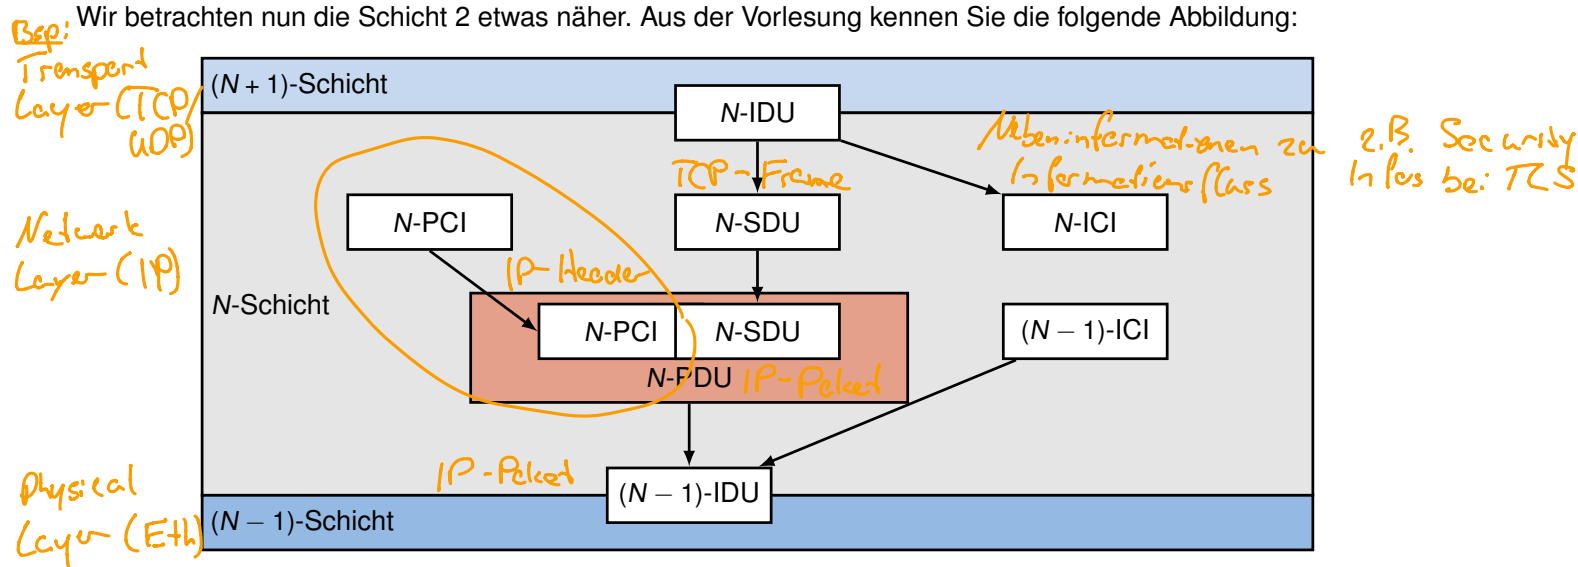 Wir betrachten nun die Schicht 2 etwas näher. Aus der Vorlesung kennen Sie die folgende Abbildung:
Bsp:
Transport
Layer (TCP/
UDP)
(N + 1)-Schicht
N-IDU
Nebeninformationen zu z.B. Security
Informationsfluss Infos bei TLS
TCP-Frame
N-PCI
N-SDU
N-ICI
Network
Layer (IP)
IP-Header
N-Schicht
N-PCI
N-SDU
(N − 1)-ICI
N-PDU IP-Paket
IP-Paket
Physical
Layer (Eth)
(N − 1)-IDU
(N − 1)-Schicht